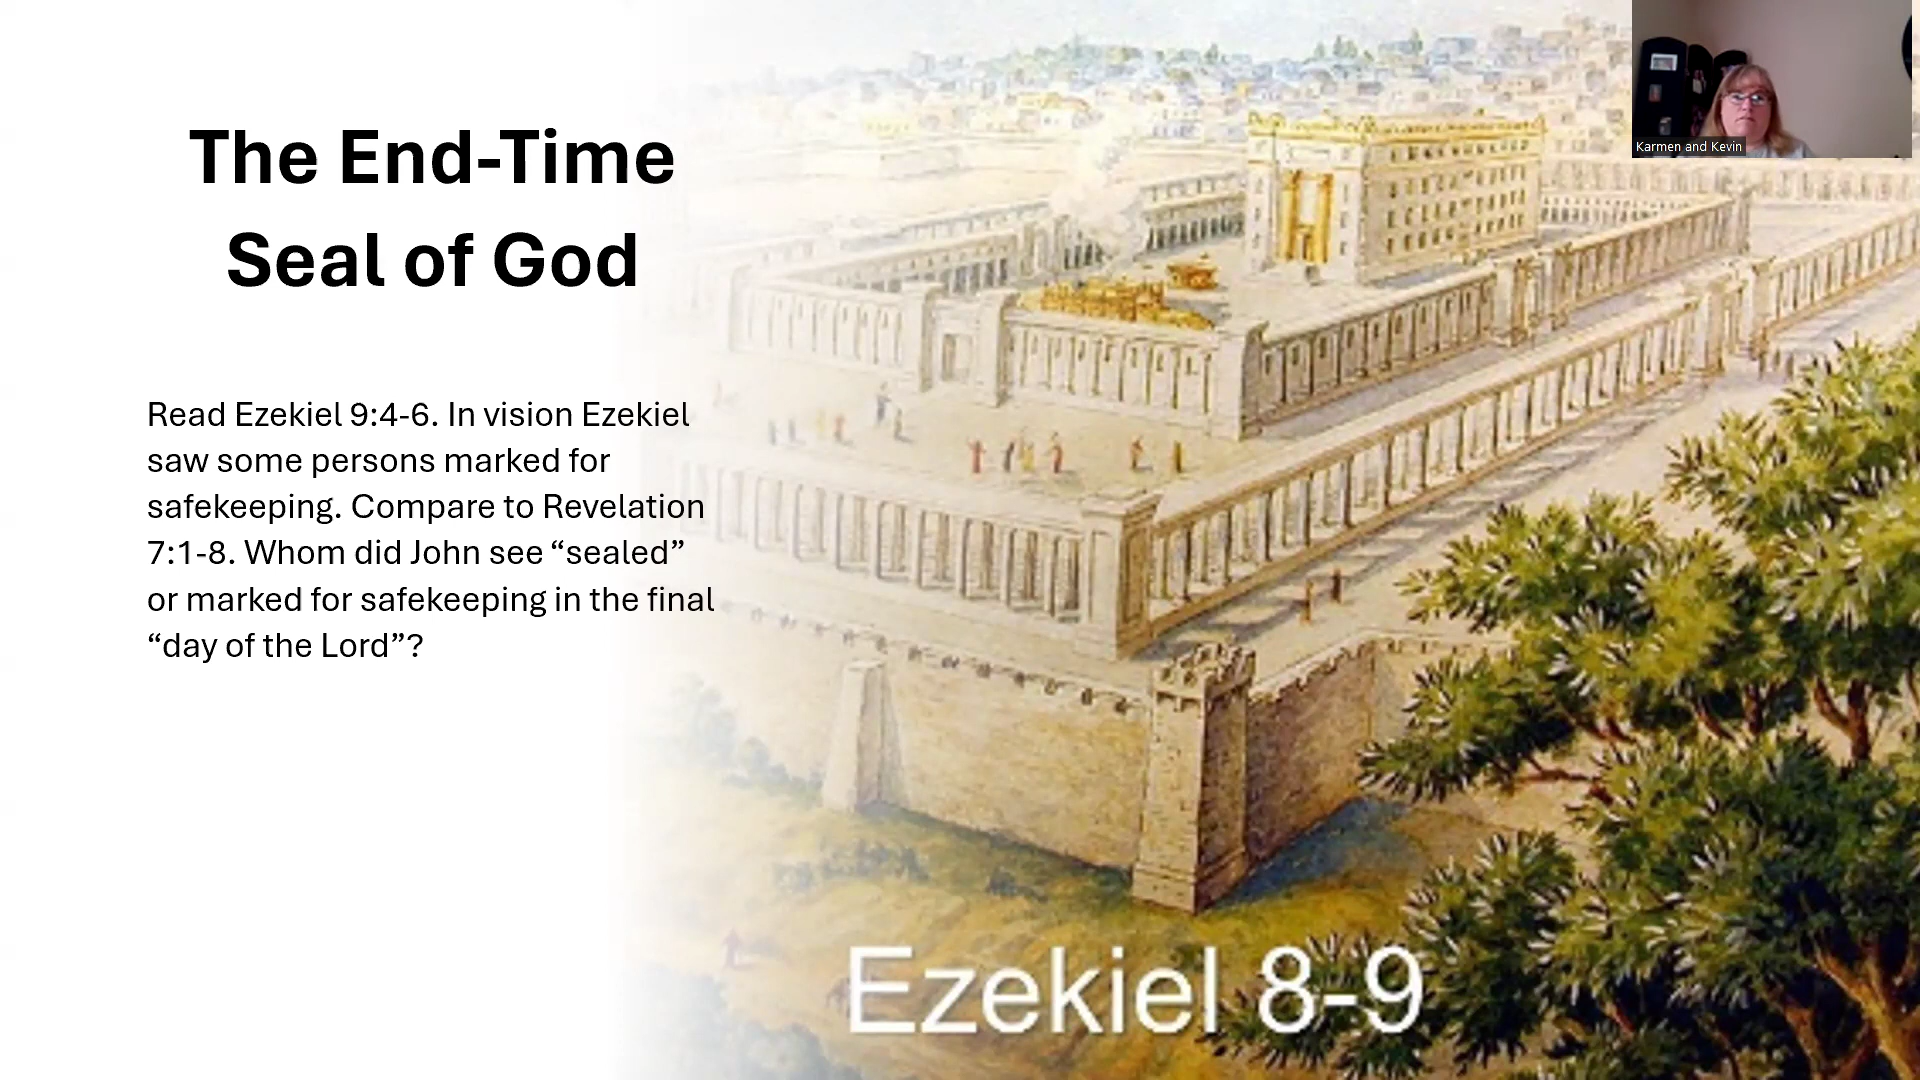 The End-Time
Seal of God
Read Ezekiel 9:4-6. In vision Ezekiel
saw some persons marked for
safekeeping. Compare to Revelation
7:1-8. Whom did John see “sealed”
or marked for safekeeping in the final
“day of the Lord”?
Karmen and Kevin
Ezekiel 8-9